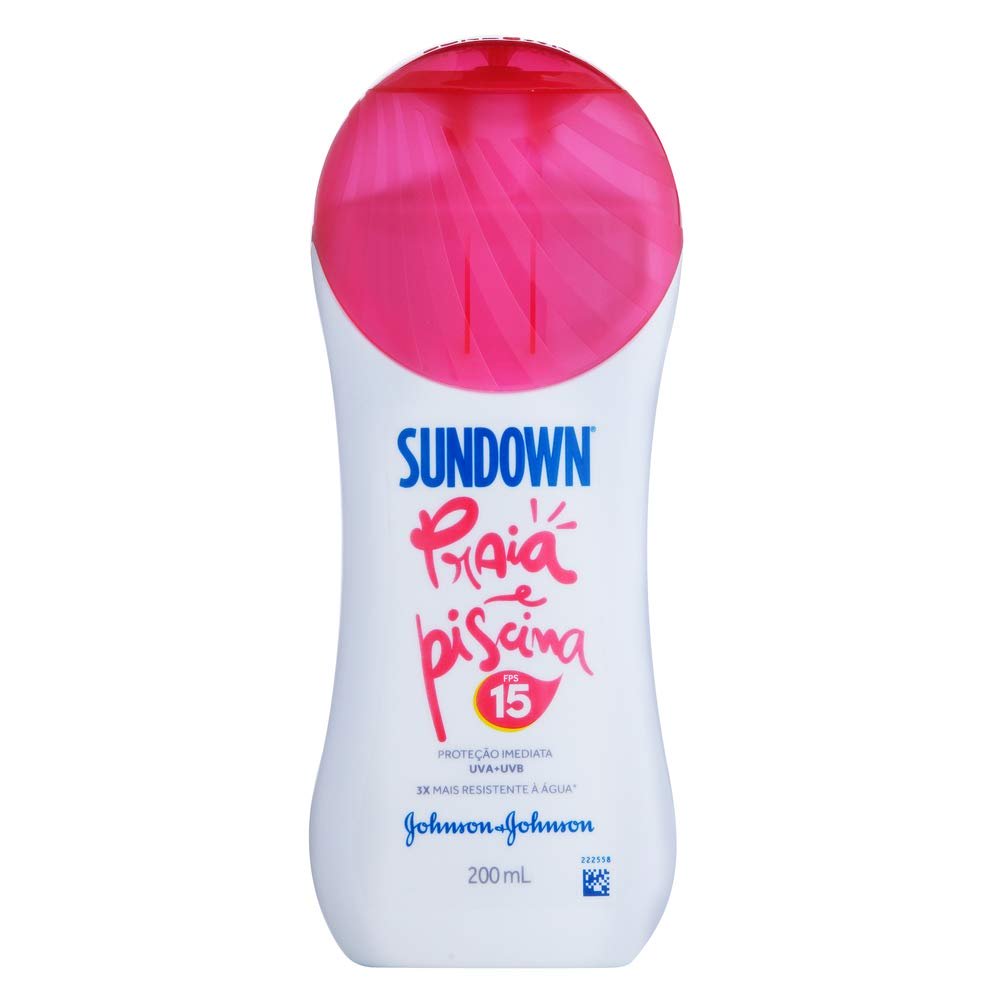 SUNDOWN®
Praia
e
piscina
FPS
15
PROTEÇÃO IMEDIATA
UVA+UVB
3X MAIS RESISTENTE À ÁGUA*
Johnson & Johnson
222558
200 mL